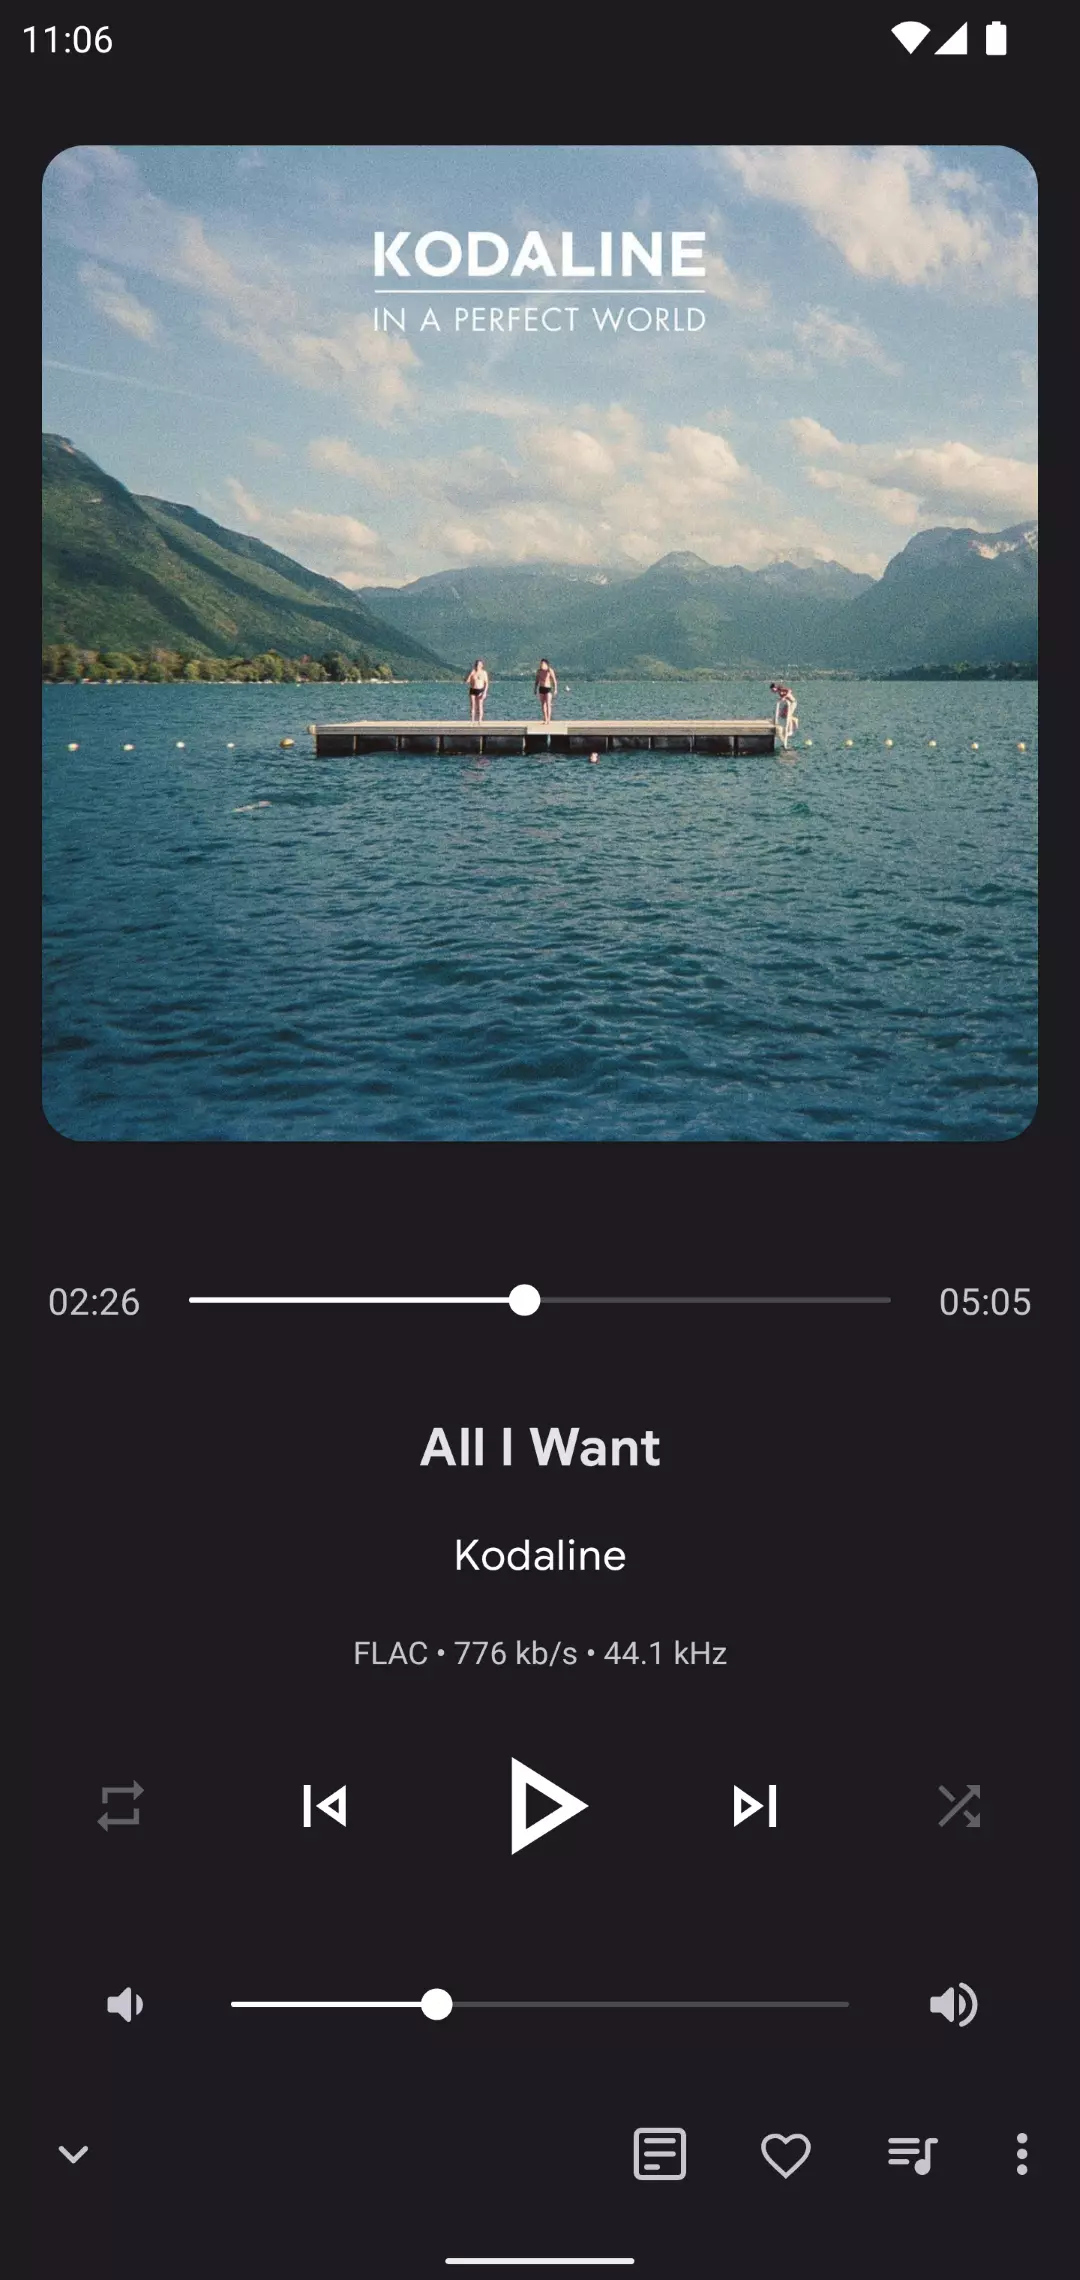 11:06
KODALINE
IN A PERFECT WORLD
02:26 05:05
All I Want
Kodaline
FLAC • 776 kb/s • 44.1 kHz